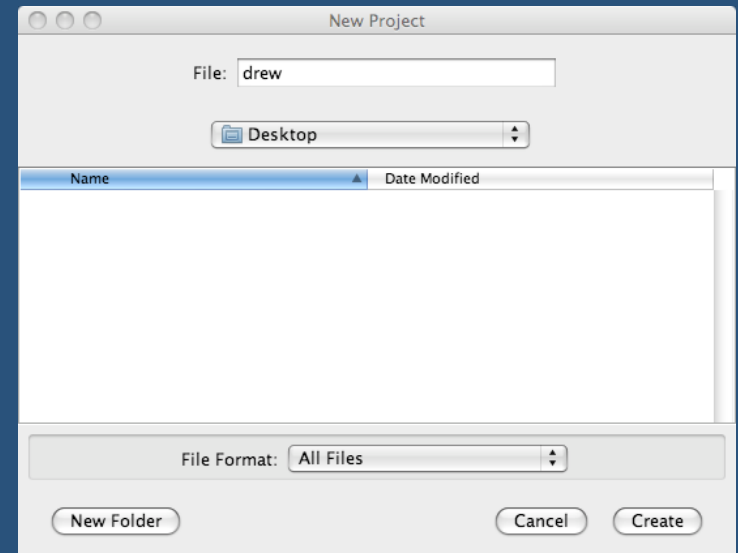 New Project
File: drew
Desktop
Name Date Modified
File Format: All Files
New Folder Cancel Create